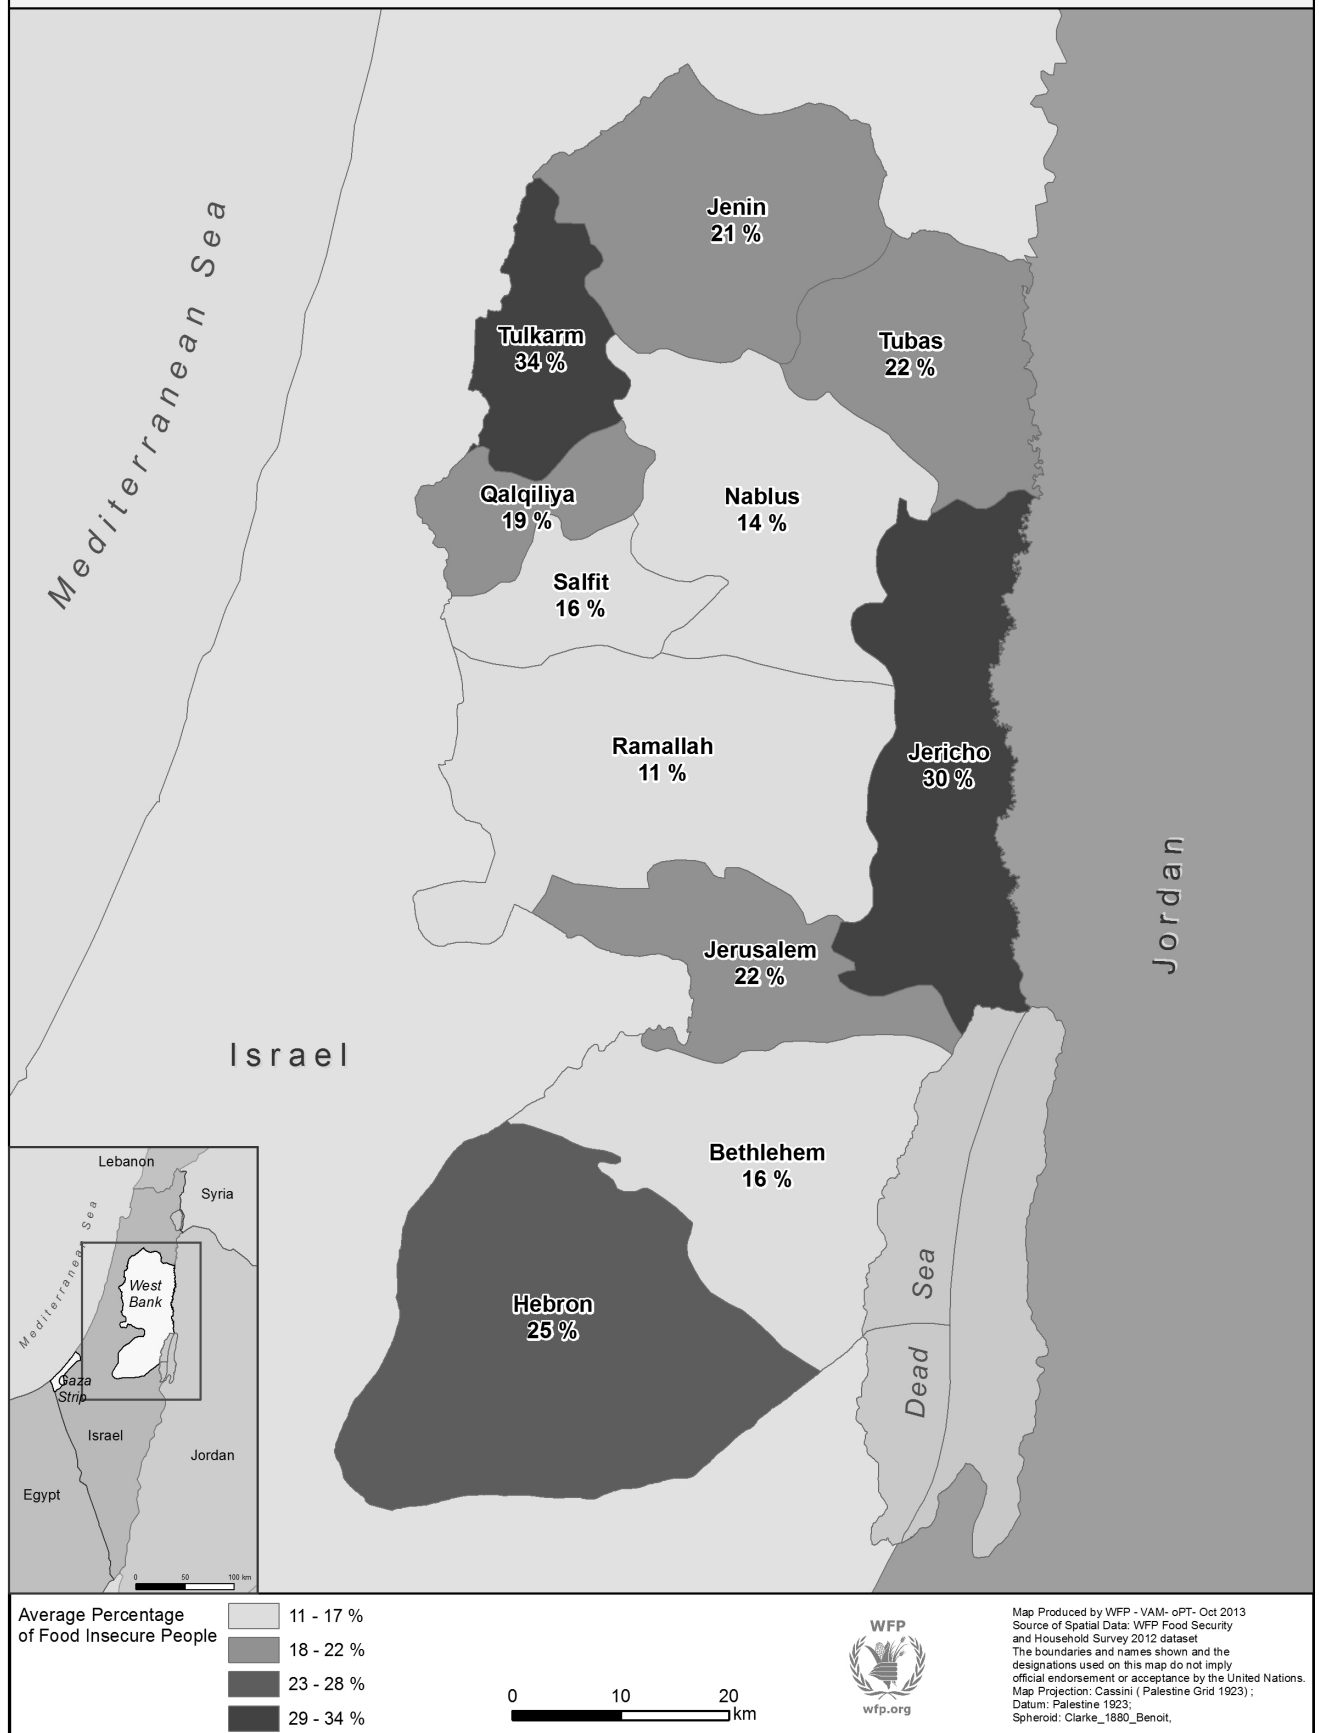 Mediterranean Sea
Jenin
21 %
Tulkarm
34 %
Tubas
22 %
Qalqiliya
19 %
Nablus
14 %
Salfit
16 %
Ramallah
11 %
Jericho
30 %
Jordan
Jerusalem
22 %
Israel
Bethlehem
16 %
Hebron
25 %
Dead Sea
Lebanon
Syria
Mediterranean Sea
West
Bank
Gaza
Strip
Israel
Jordan
Egypt
0 50 100 km
Average Percentage
of Food Insecure People
11 - 17 %
18 - 22 %
23 - 28 %
29 - 34 %
0 10 20
km
WFP
wfp.org
Map Produced by WFP - VAM- oPT- Oct 2013
Source of Spatial Data: WFP Food Security
and Household Survey 2012 dataset
The boundaries and names shown and the
designations used on this map do not imply
official endorsement or acceptance by the United Nations.
Map Projection: Cassini ( Palestine Grid 1923) ;
Datum: Palestine 1923;
Spheroid: Clarke_1880_Benoit,